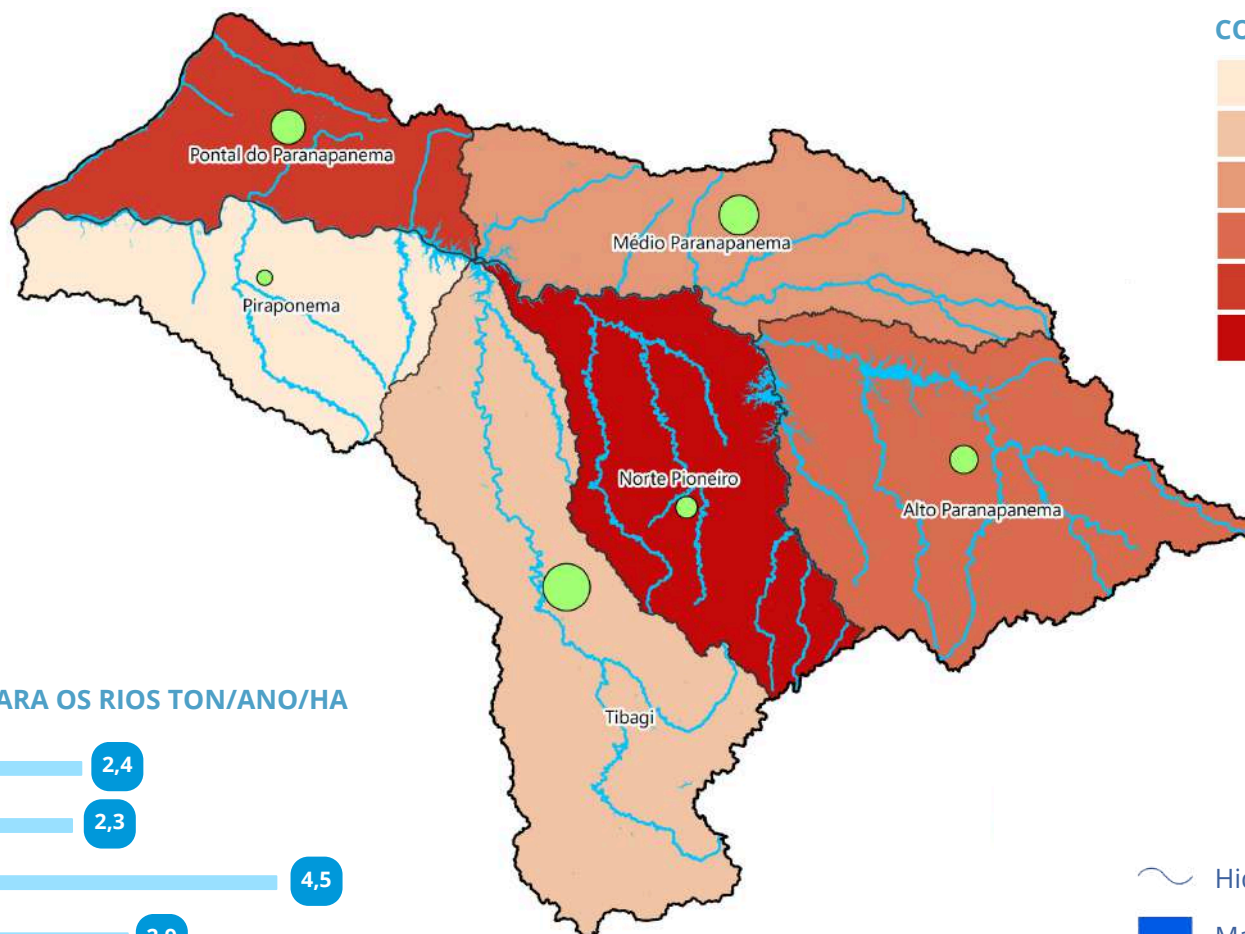 CO
Pontal do Paranapanema
Médio Paranapanema
Piraponema
Norte Pioneiro
Alto Paranapanema
Tibagi
ARA OS RIOS TON/ANO/HA
2,4
2,3
4,5
Hid